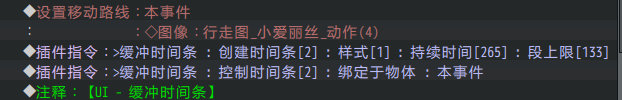 ◆设置移动路线：本事件
：　　　　　　：◇图像：行走图_小爱丽丝_动作(4)
◆插件指令：>缓冲时间条 : 创建时间条[2] : 样式[1] : 持续时间[265] : 段上限[133]
◆插件指令：>缓冲时间条 : 控制时间条[2] : 绑定于物体 : 本事件
◆注释：【UI - 缓冲时间条】